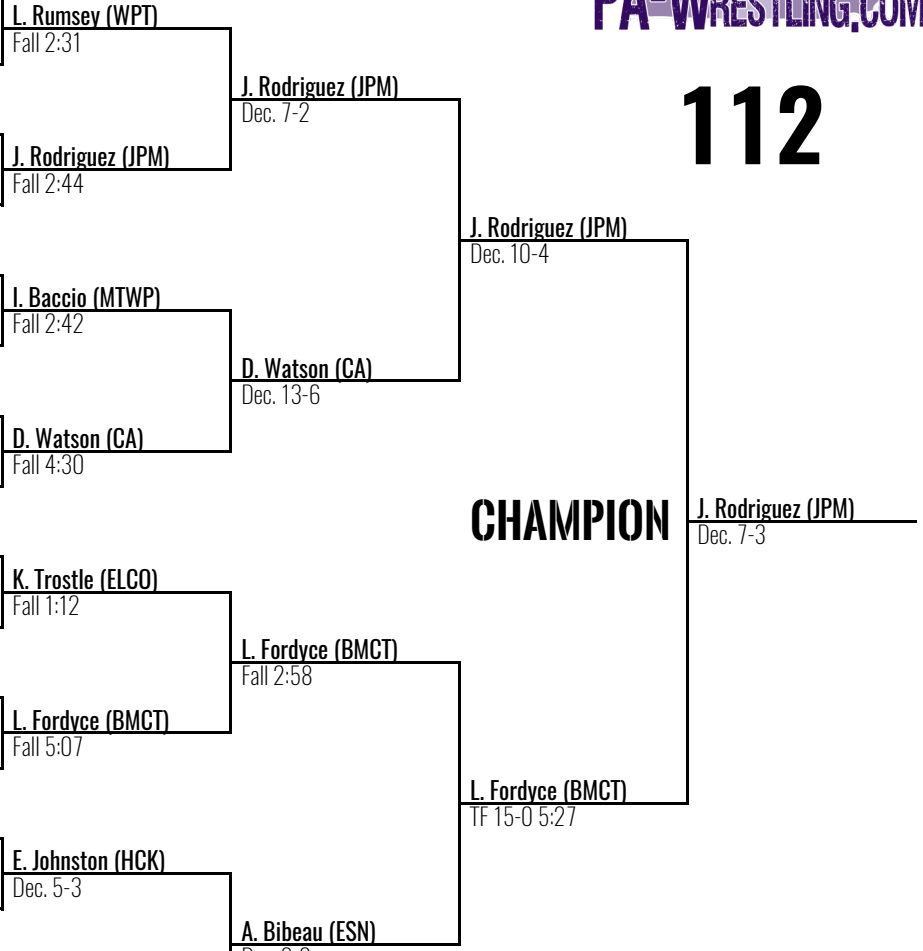 PA-WRESTLING.COM
112
L. Rumsey (WPT)
Fall 2:31
J. Rodriguez (JPM)
Dec. 7-2
J. Rodriguez (JPM)
Fall 2:44
J. Rodriguez (JPM)
Dec. 10-4
I. Baccio (MTWP)
Fall 2:42
D. Watson (CA)
Dec. 13-6
D. Watson (CA)
Fall 4:30
CHAMPION
J. Rodriguez (JPM)
Dec. 7-3
K. Trostle (ELCO)
Fall 1:12
L. Fordyce (BMCT)
Fall 2:58
L. Fordyce (BMCT)
Fall 5:07
L. Fordyce (BMCT)
TF 15-0 5:27
E. Johnston (HCK)
Dec. 5-3
A. Bibeau (ESN)